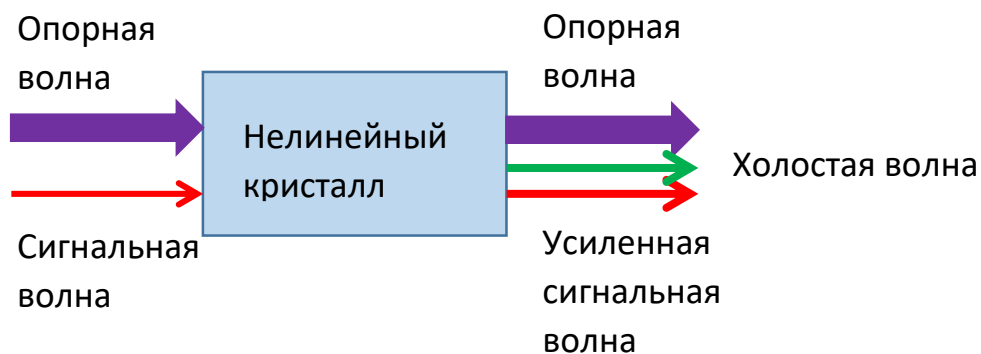 Опорная
волна
Опорная
волна
Нелинейный
кристалл
Холостая волна
Сигнальная
волна
Усиленная
сигнальная
волна